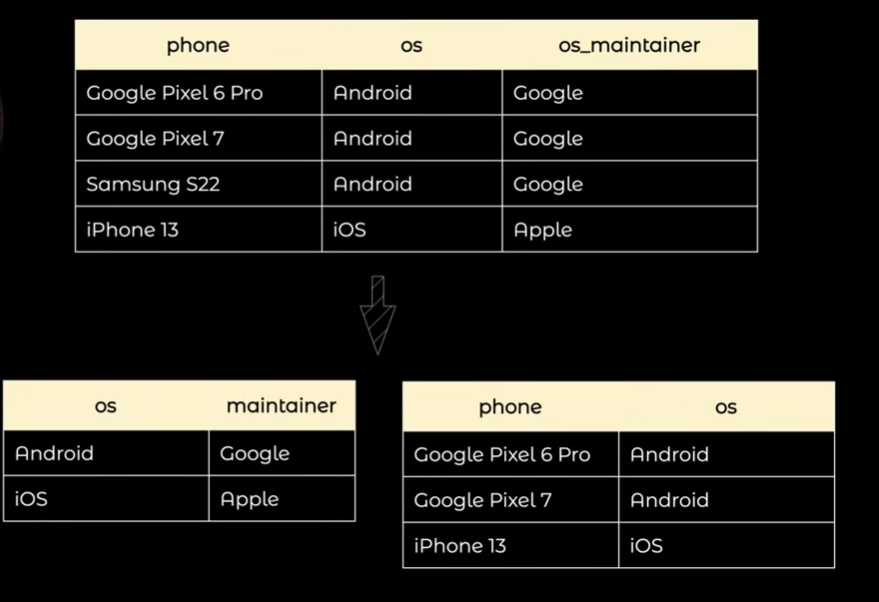 phone os os_maintainer
Google Pixel 6 Pro Android Google
Google Pixel 7 Android Google
Samsung S22 Android Google
iPhone 13 iOS Apple
os maintainer
Android Google
iOS Apple
phone os
Google Pixel 6 Pro Android
Google Pixel 7 Android
iPhone 13 iOS